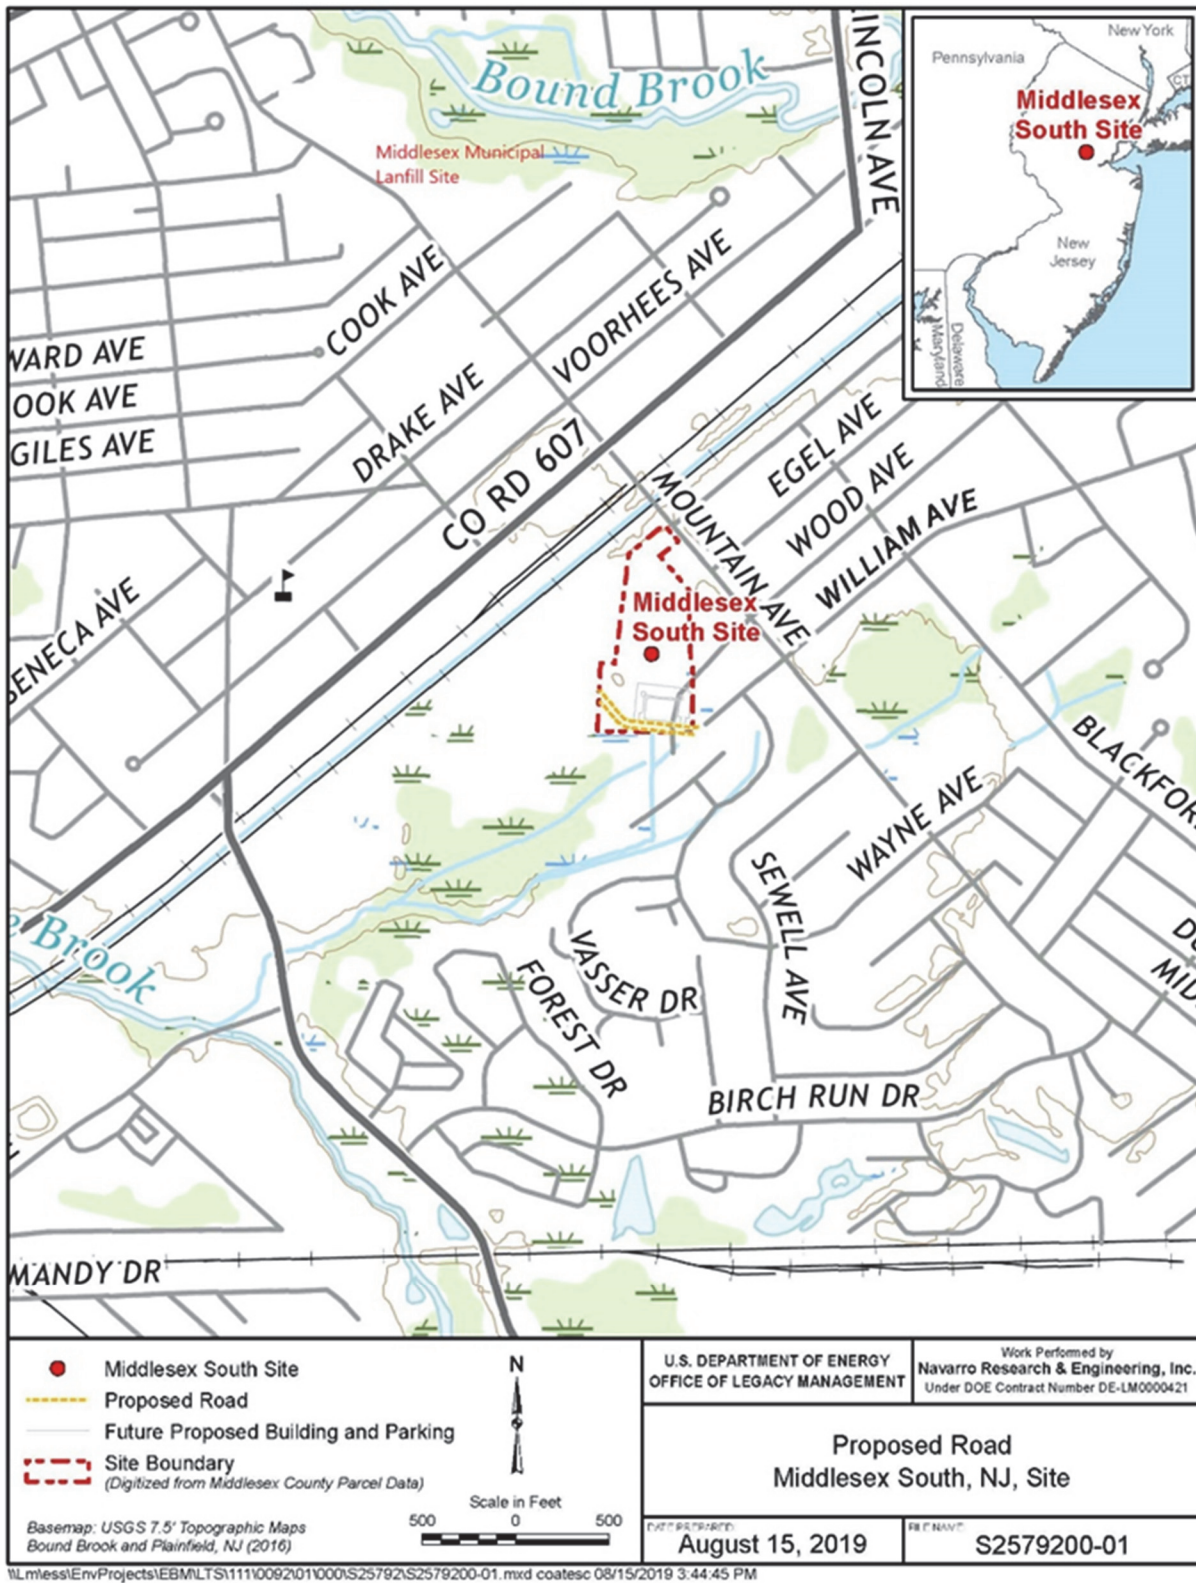 Bound Brook
LINCOLN AVE
Middlesex Municipal
Lanfill Site
New York
Pennsylvania
CT
Middlesex
South Site
New
Jersey
Maryland
Delaware
COOK AVE
VOORHEES AVE
WARD AVE
OOK AVE
GILES AVE
DRAKE AVE
CO RD 607
EGEL AVE
WOOD AVE
WILLIAM AVE
MOUNTAIN AVE
SENECA AVE
Middlesex
South Site
BLACKFOR
WAYNE AVE
SEWELL AVE
e Brook
VASSER DR
FOREST DR
MID
BIRCH RUN DR
MANDY DR
Middlesex South Site
Proposed Road
Future Proposed Building and Parking
Site Boundary
(Digitized from Middlesex County Parcel Data)
Basemap: USGS 7.5' Topographic Maps
Bound Brook and Plainfield, NJ (2016)
N
Scale in Feet
500 0 500
U.S. DEPARTMENT OF ENERGY
OFFICE OF LEGACY MANAGEMENT
Work Performed by
Navarro Research & Engineering, Inc.
Under DOE Contract Number DE-LM0000421
Proposed Road
Middlesex South, NJ, Site
DATE PREPARED:
August 15, 2019
FILE NAME:
S2579200-01
\\Lm\ess\EnvProjects\EBM\LTS\111\0092\01\000\S25792\S2579200-01.mxd coatesc 08/15/2019 3:44:45 PM